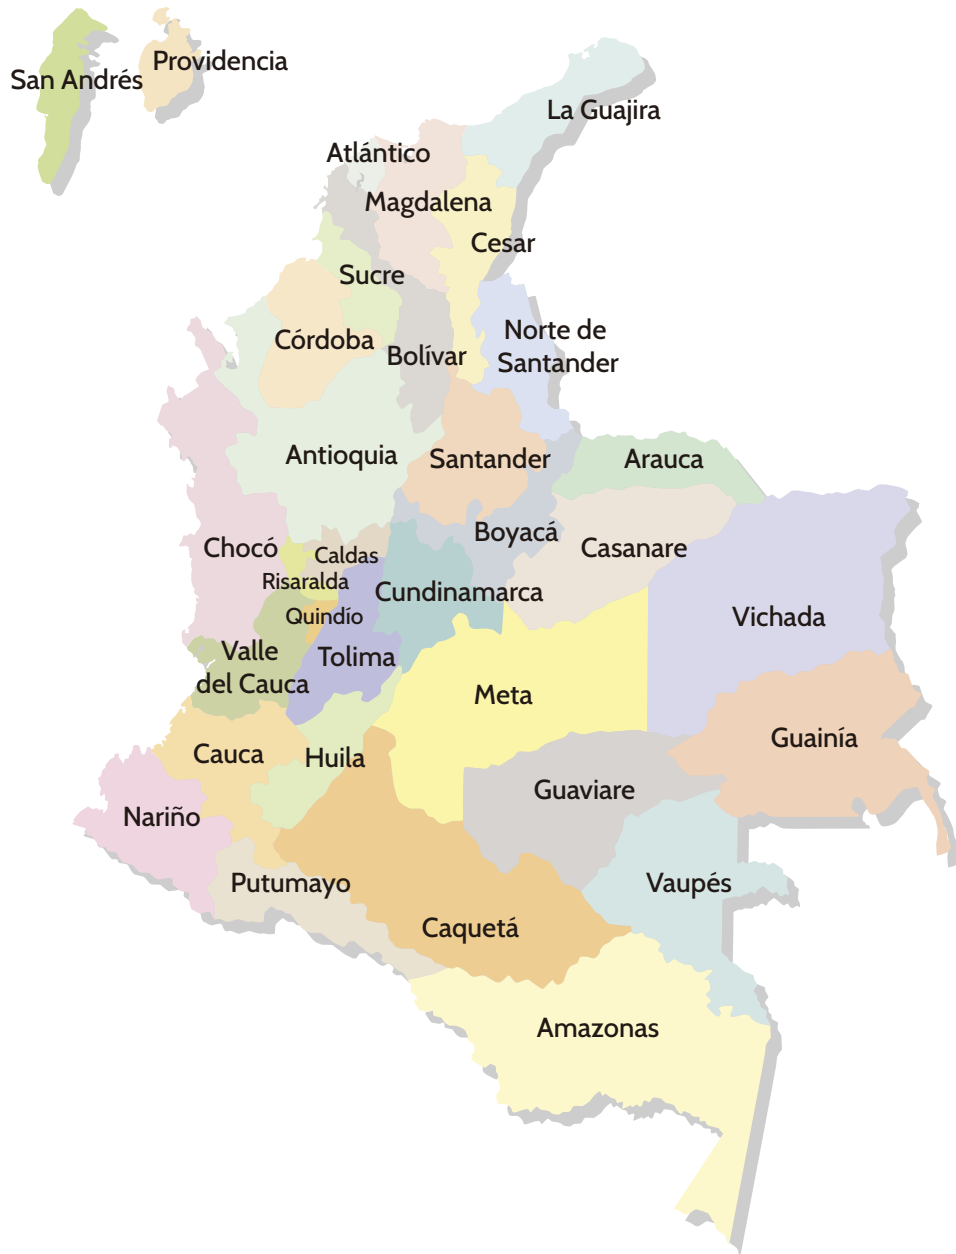 Providencia
San Andrés
La Guajira
Atlántico
Magdalena
Cesar
Sucre
Norte de
Santander
Córdoba
Bolívar
Antioquia
Santander
Arauca
Boyacá
Chocó
Caldas
Casanare
Risaralda
Cundinamarca
Quindío
Vichada
Valle
del Cauca
Tolima
Meta
Guainía
Cauca
Huila
Guaviare
Nariño
Putumayo
Vaupés
Caquetá
Amazonas